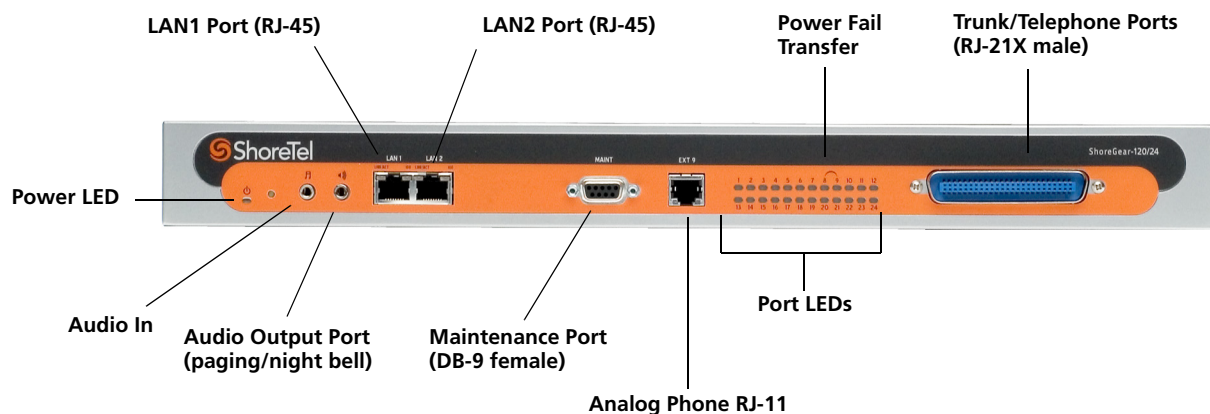 LAN1 Port (RJ-45)
LAN2 Port (RJ-45)
Power Fail
Transfer
Trunk/Telephone Ports
(RJ-21X male)
ShoreTel
ShoreGear-120/24
LAN 1
LAN 2
MAINT
EXT 9
1 2 3 4 5 6 7 8 9 10 11 12
13 14 15 16 17 18 19 20 21 22 23 24
Power LED
Audio In
Audio Output Port
(paging/night bell)
Maintenance Port
(DB-9 female)
Port LEDs
Analog Phone RJ-11